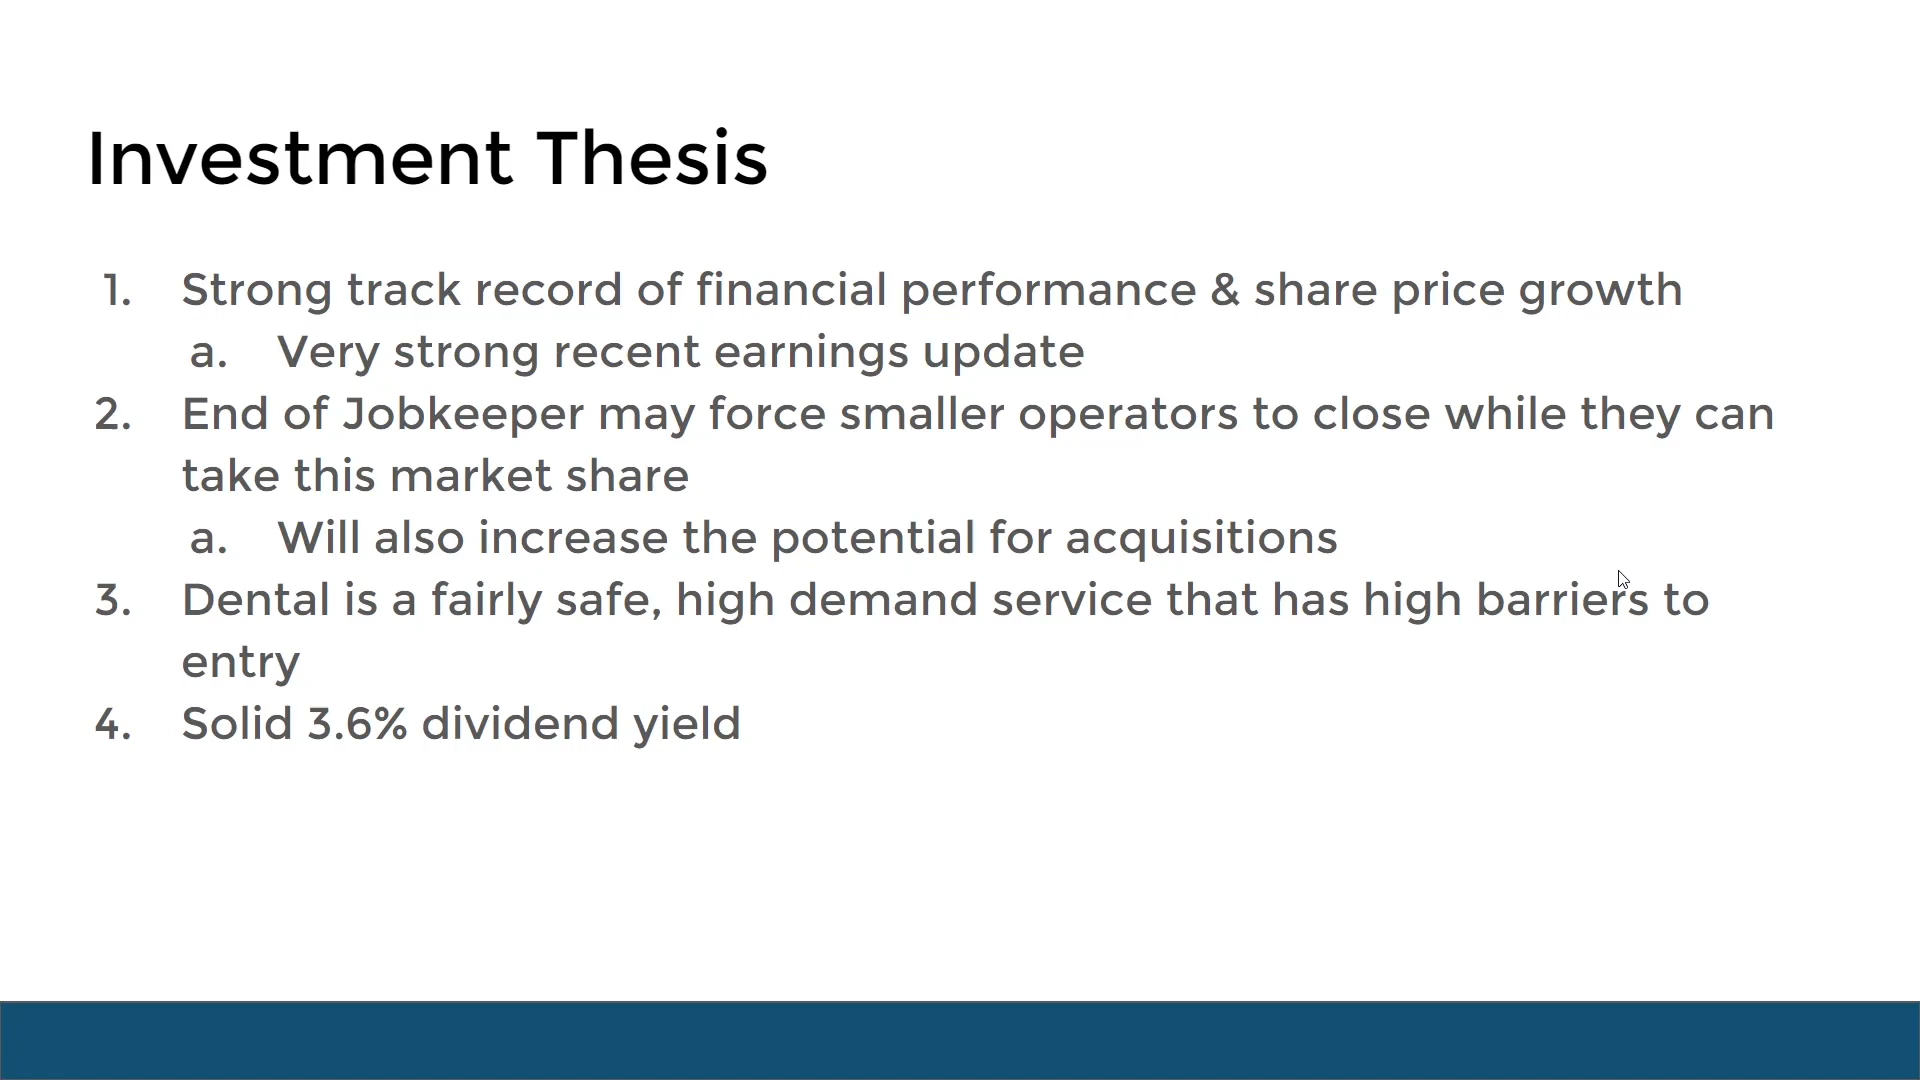 Investment Thesis
1. Strong track record of financial performance & share price growth
a. Very strong recent earnings update
2. End of Jobkeeper may force smaller operators to close while they can
take this market share
a. Will also increase the potential for acquisitions
3. Dental is a fairly safe, high demand service that has high barriers to
entry
4. Solid 3.6% dividend yield